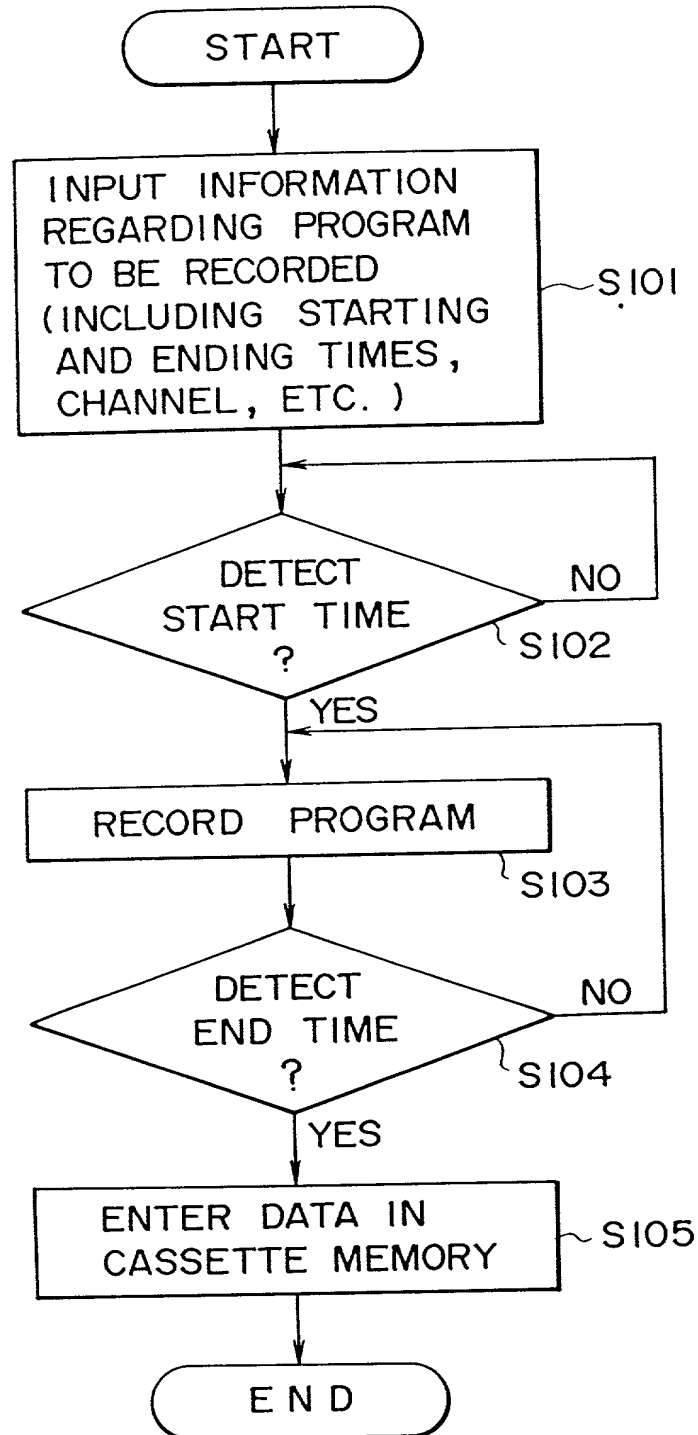 START
INPUT INFORMATION
REGARDING PROGRAM
TO BE RECORDED
(INCLUDING STARTING
AND ENDING TIMES,
CHANNEL, ETC.)
S101
DETECT
START TIME
?
NO
S102
YES
RECORD PROGRAM
S103
DETECT
END TIME
?
NO
S104
YES
ENTER DATA IN
CASSETTE MEMORY
S105
END